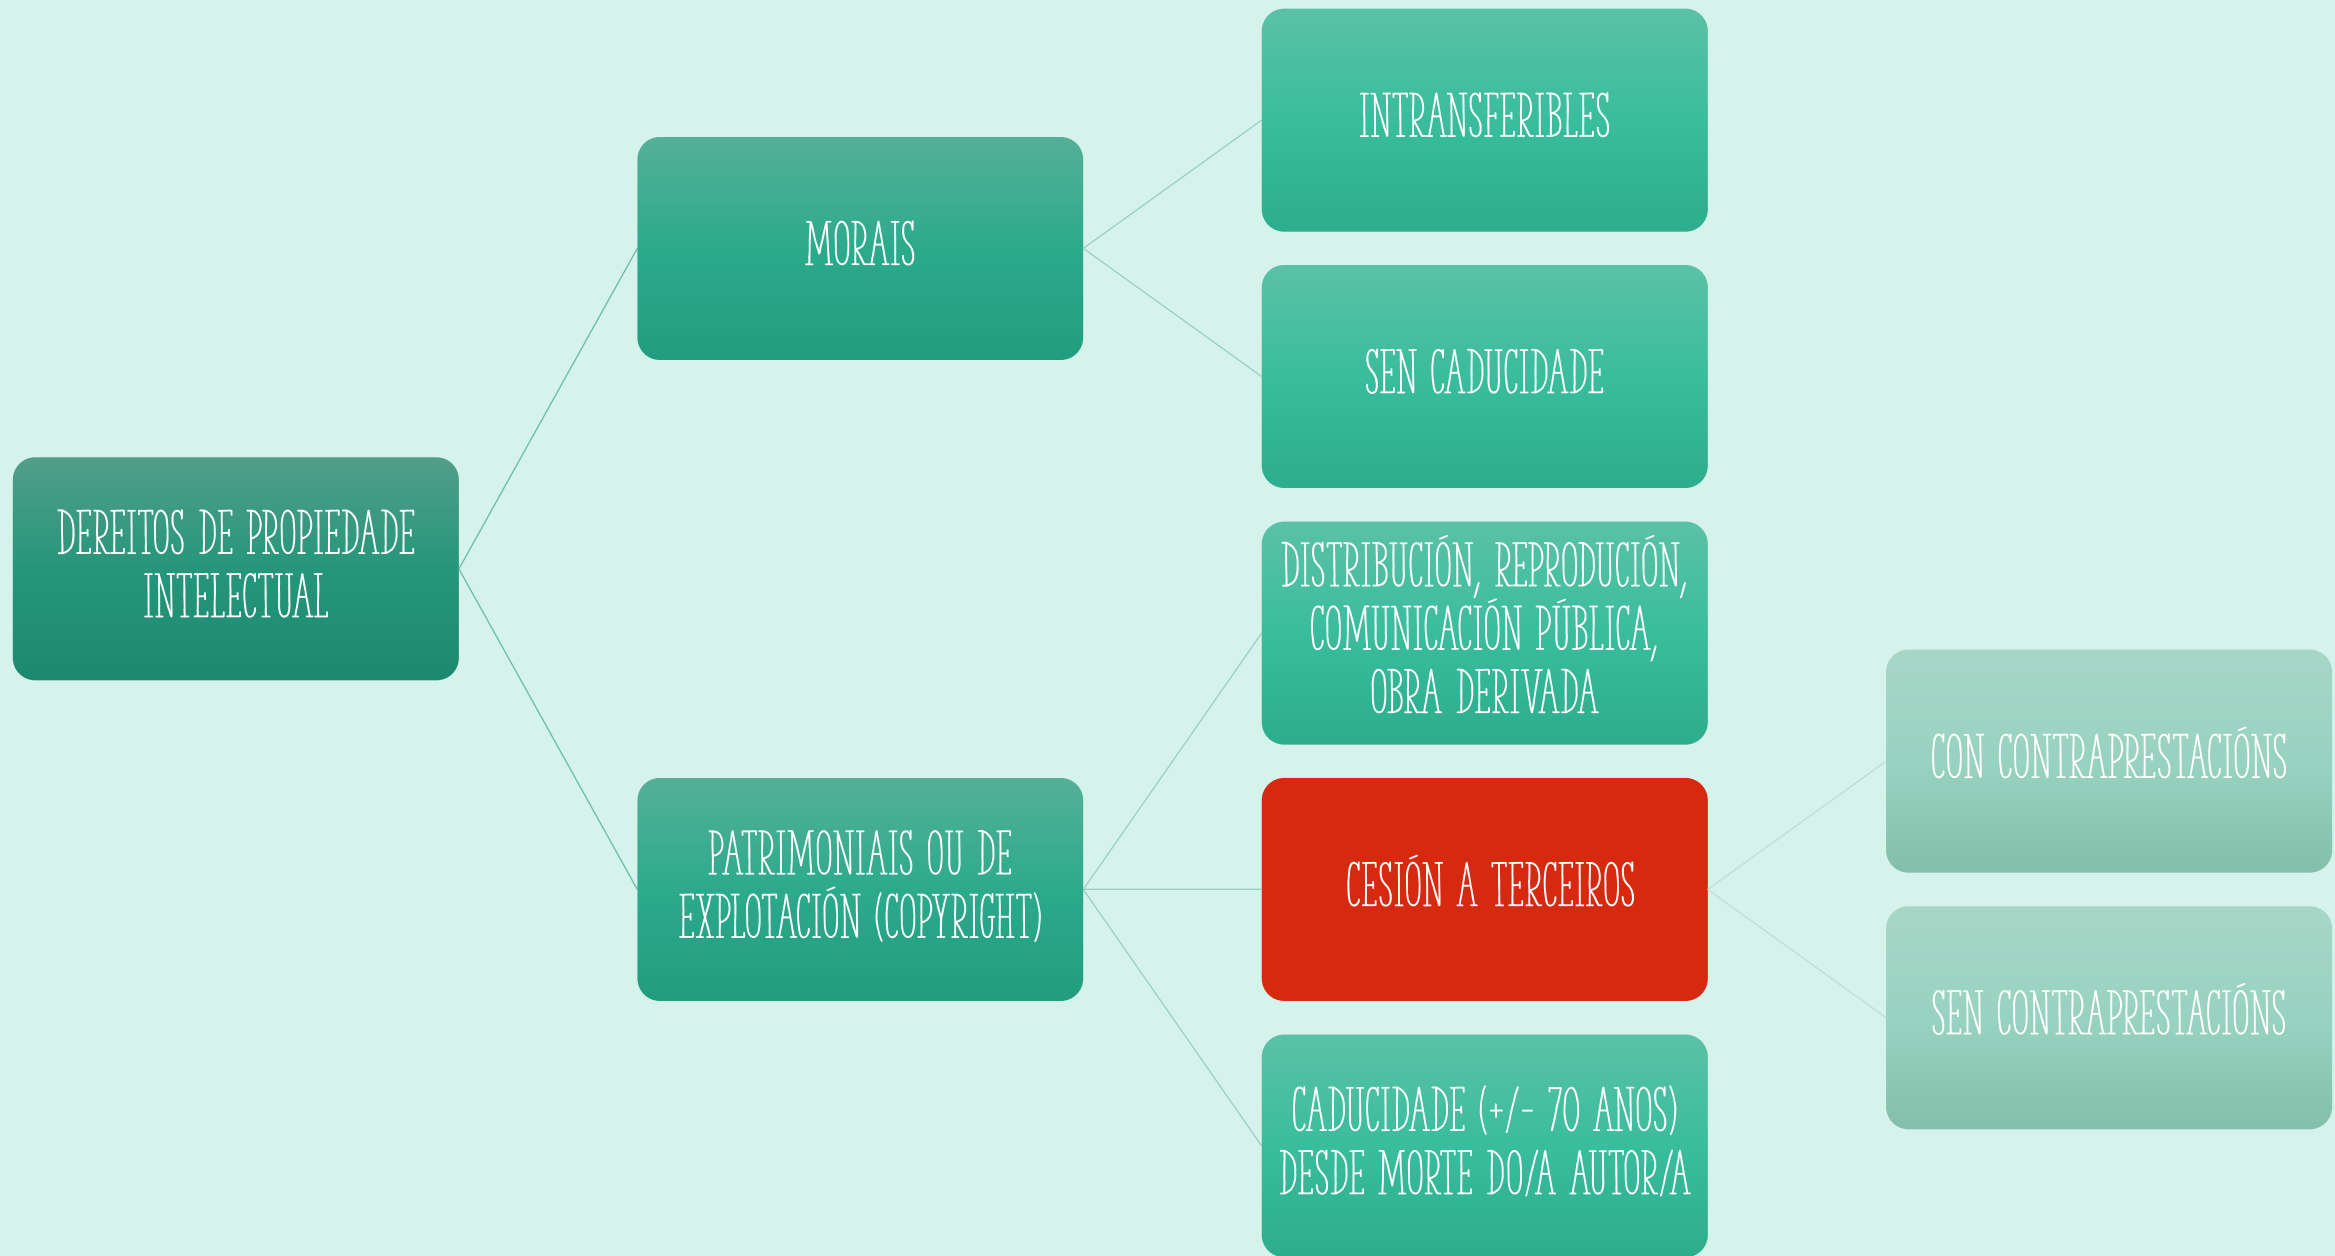 DEREITOS DE PROPIEDADE
INTELECTUAL
MORAIS
INTRANSFERIBLES
SEN CADUCIDADE
PATRIMONIAIS OU DE
EXPLOTACIÓN (COPYRIGHT)
DISTRIBUCIÓN, REPRODUCIÓN,
COMUNICACIÓN PÚBLICA,
OBRA DERIVADA
CESIÓN A TERCEIROS
CON CONTRAPRESTACIÓNS
SEN CONTRAPRESTACIÓNS
CADUCIDADE (+/- 70 ANOS)
DESDE MORTE DO/A AUTOR/A